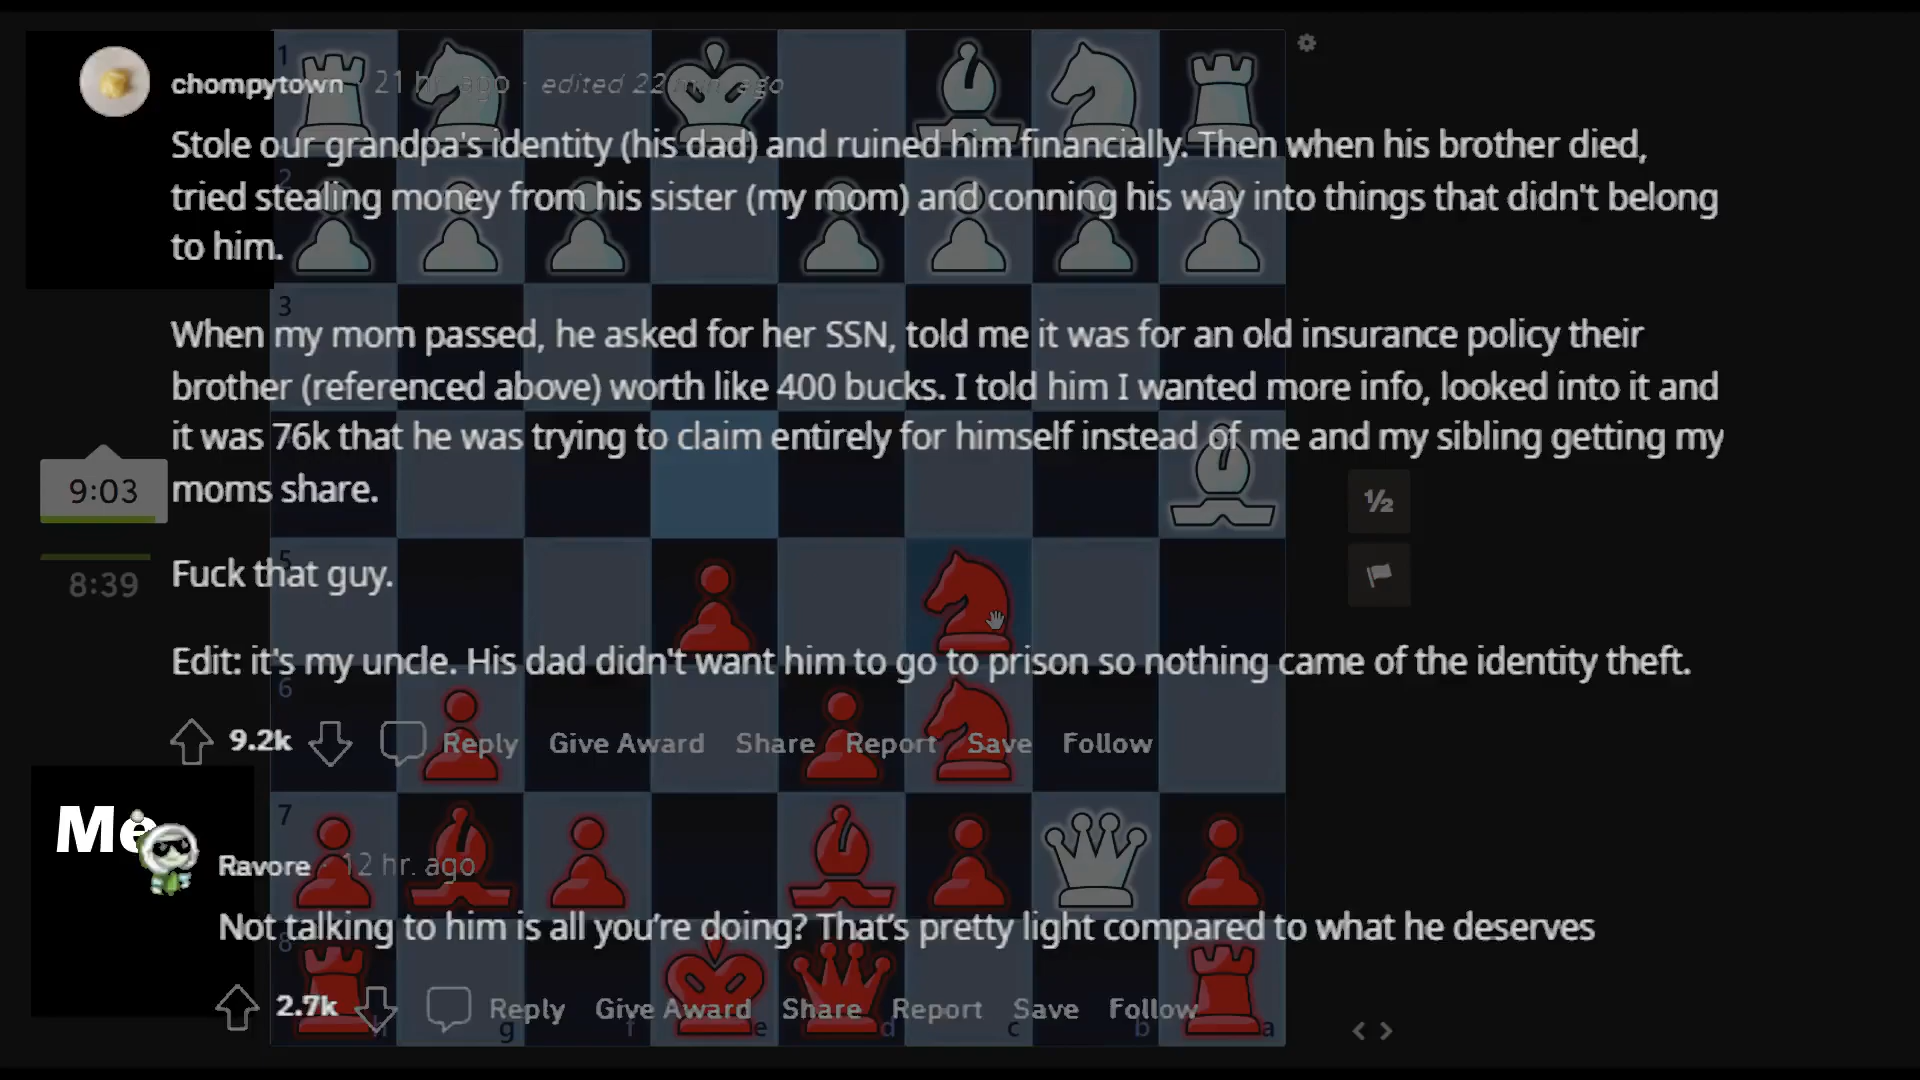 1
chompytown · 21 hr. ago · edited 22 min. ago
Stole our grandpa's identity (his dad) and ruined him financially. Then when his brother died,
2
tried stealing money from his sister (my mom) and conning his way into things that didn't belong
to him.
3
When my mom passed, he asked for her SSN, told me it was for an old insurance policy their
brother (referenced above) worth like 400 bucks. I told him I wanted more info, looked into it and
it was 76k that he was trying to claim entirely for himself instead of me and my sibling getting my
9:03
moms share.
½
5
Fuck that guy.
8:39
Edit: it's my uncle. His dad didn't want him to go to prison so nothing came of the identity theft.
6
9.2k Reply Give Award Share Report Save Follow
7
Me
Ravore · 12 hr. ago
Not talking to him is all you’re doing? That’s pretty light compared to what he deserves
8
2.7k Reply Give Award Share Report Save Follow
h g f e d c b a